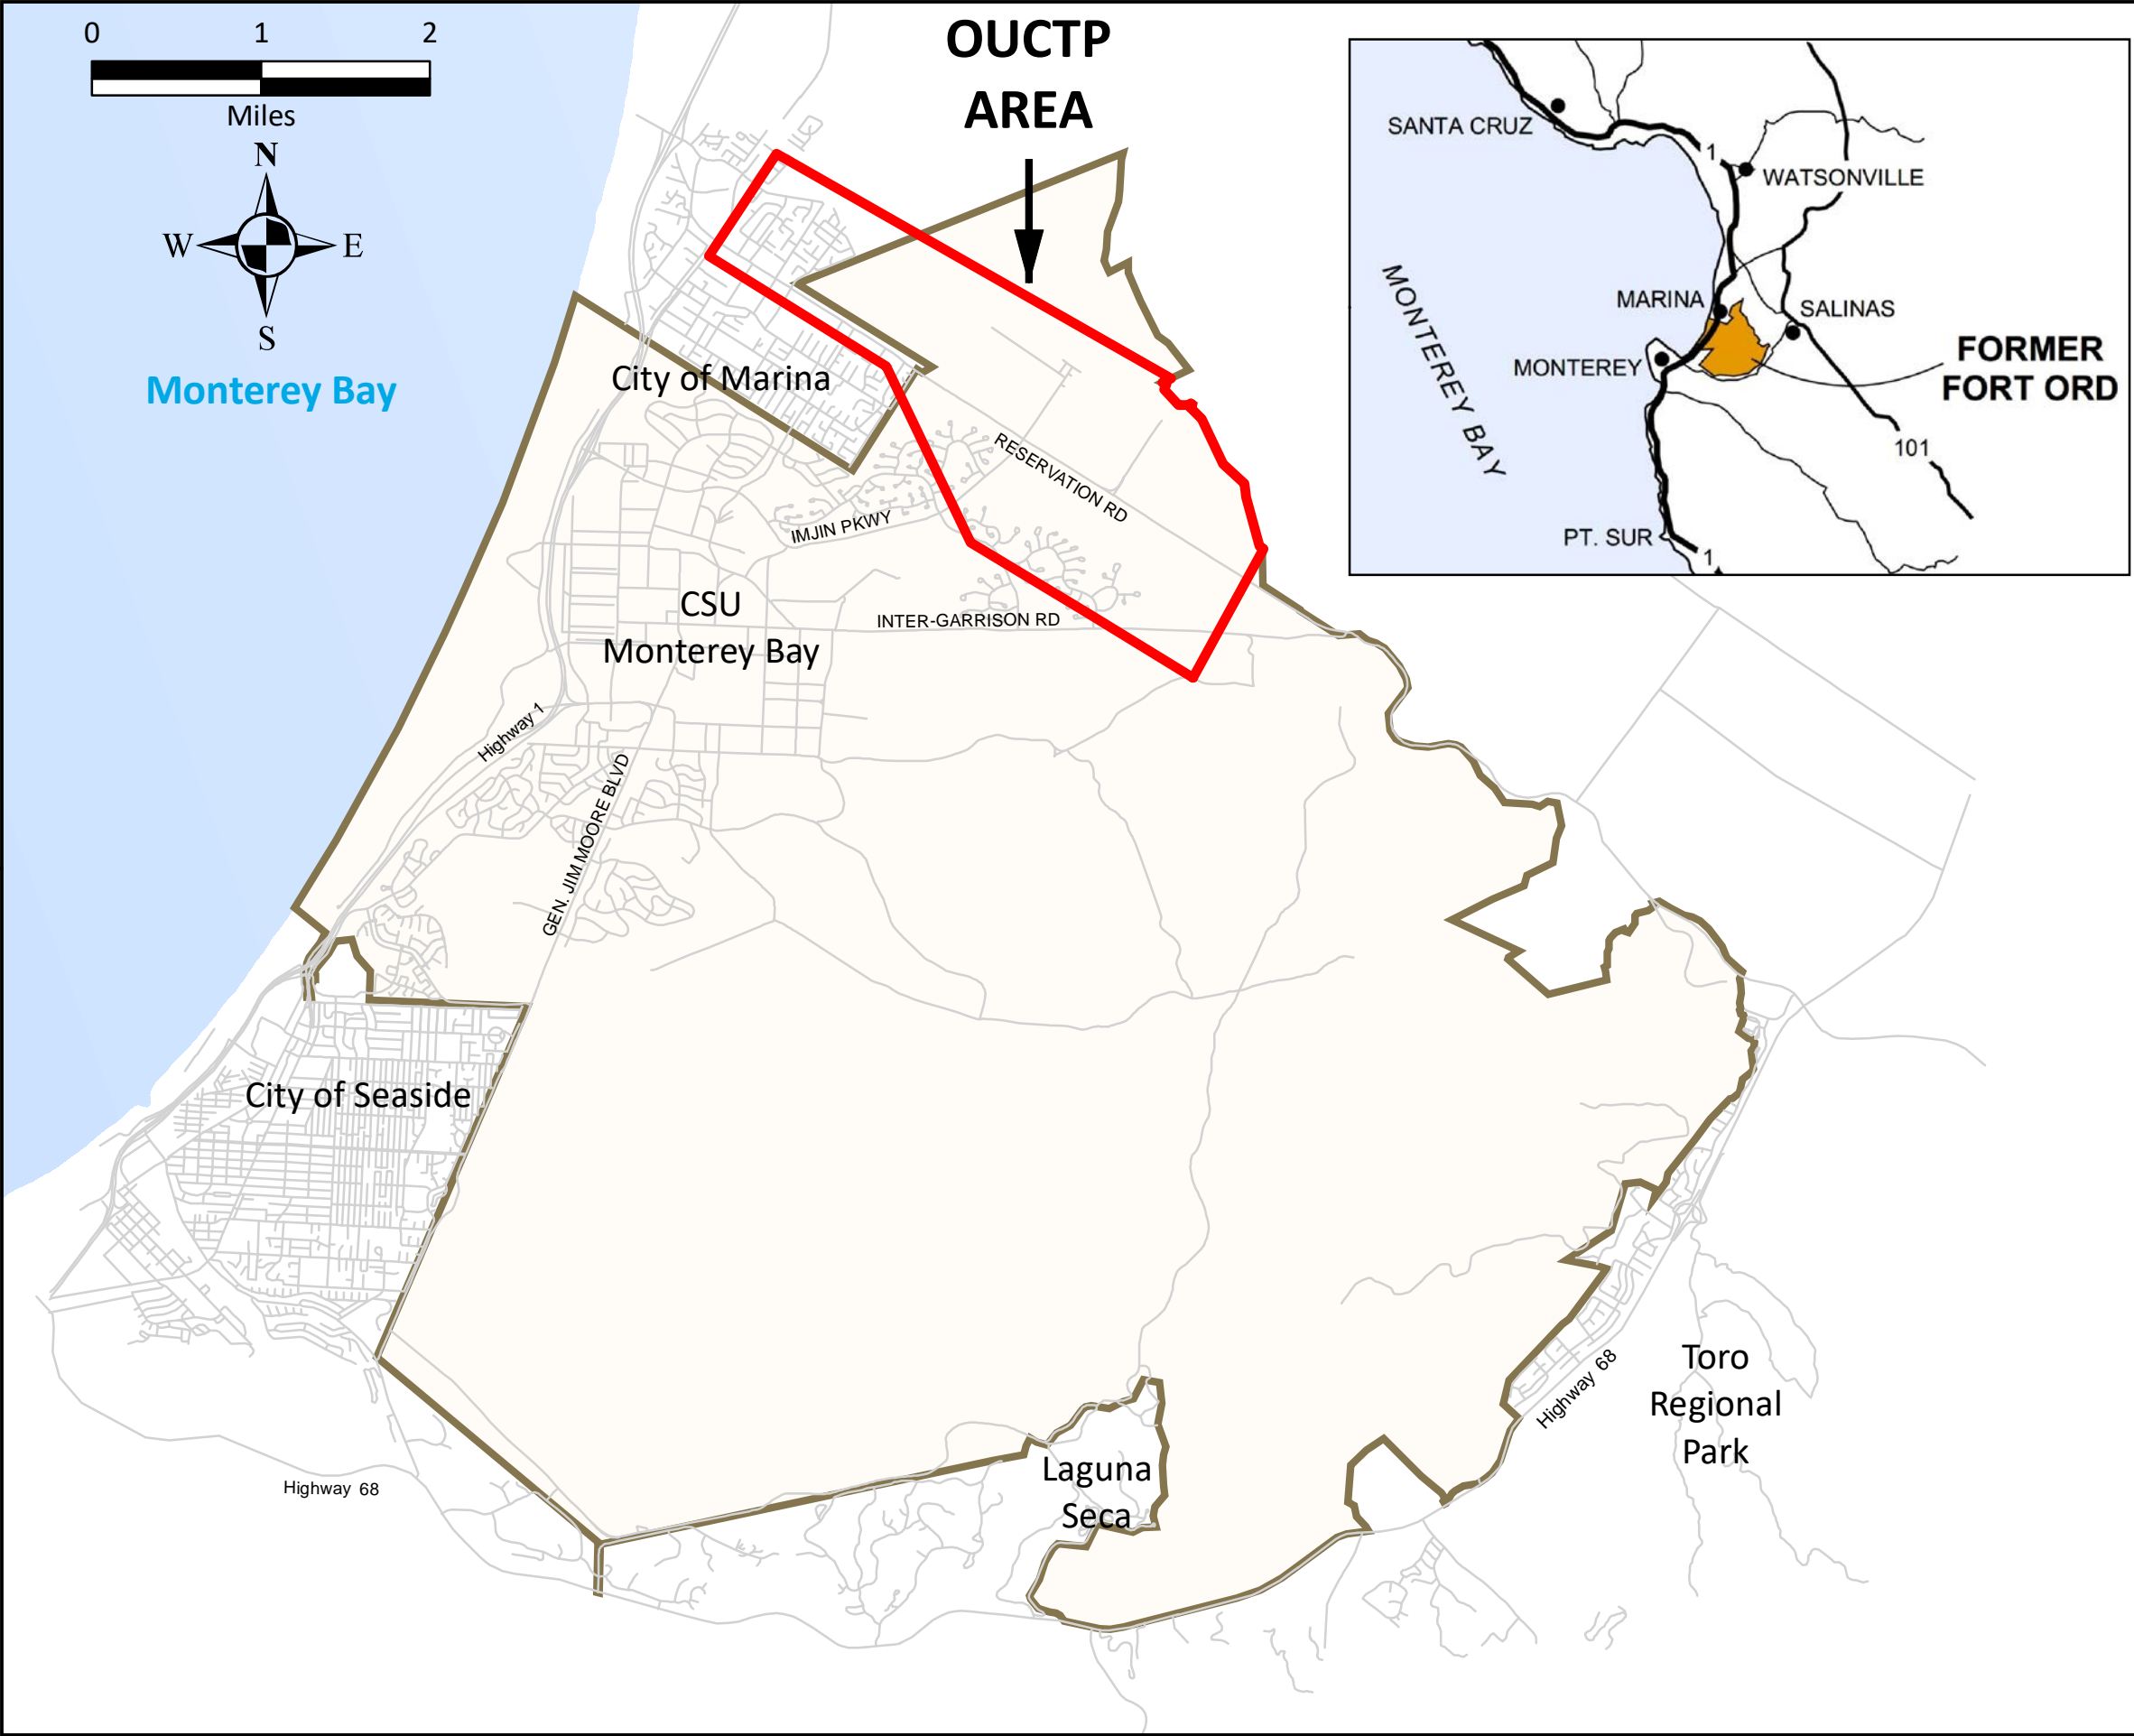 0 1 2
Miles
N
W E
S
Monterey Bay
OUCTP
AREA
SANTA CRUZ
1
WATSONVILLE
MARINA
SALINAS
MONTEREY
FORMER
FORT ORD
MONTEREY BAY
101
PT. SUR
1
City of Marina
RESERVATION RD
IMJIN PKWY
CSU
Monterey Bay
INTER-GARRISON RD
Highway 1
GEN. JIM MOORE BLVD
City of Seaside
Highway 68
Toro
Regional
Park
Laguna
Seca
Highway 68